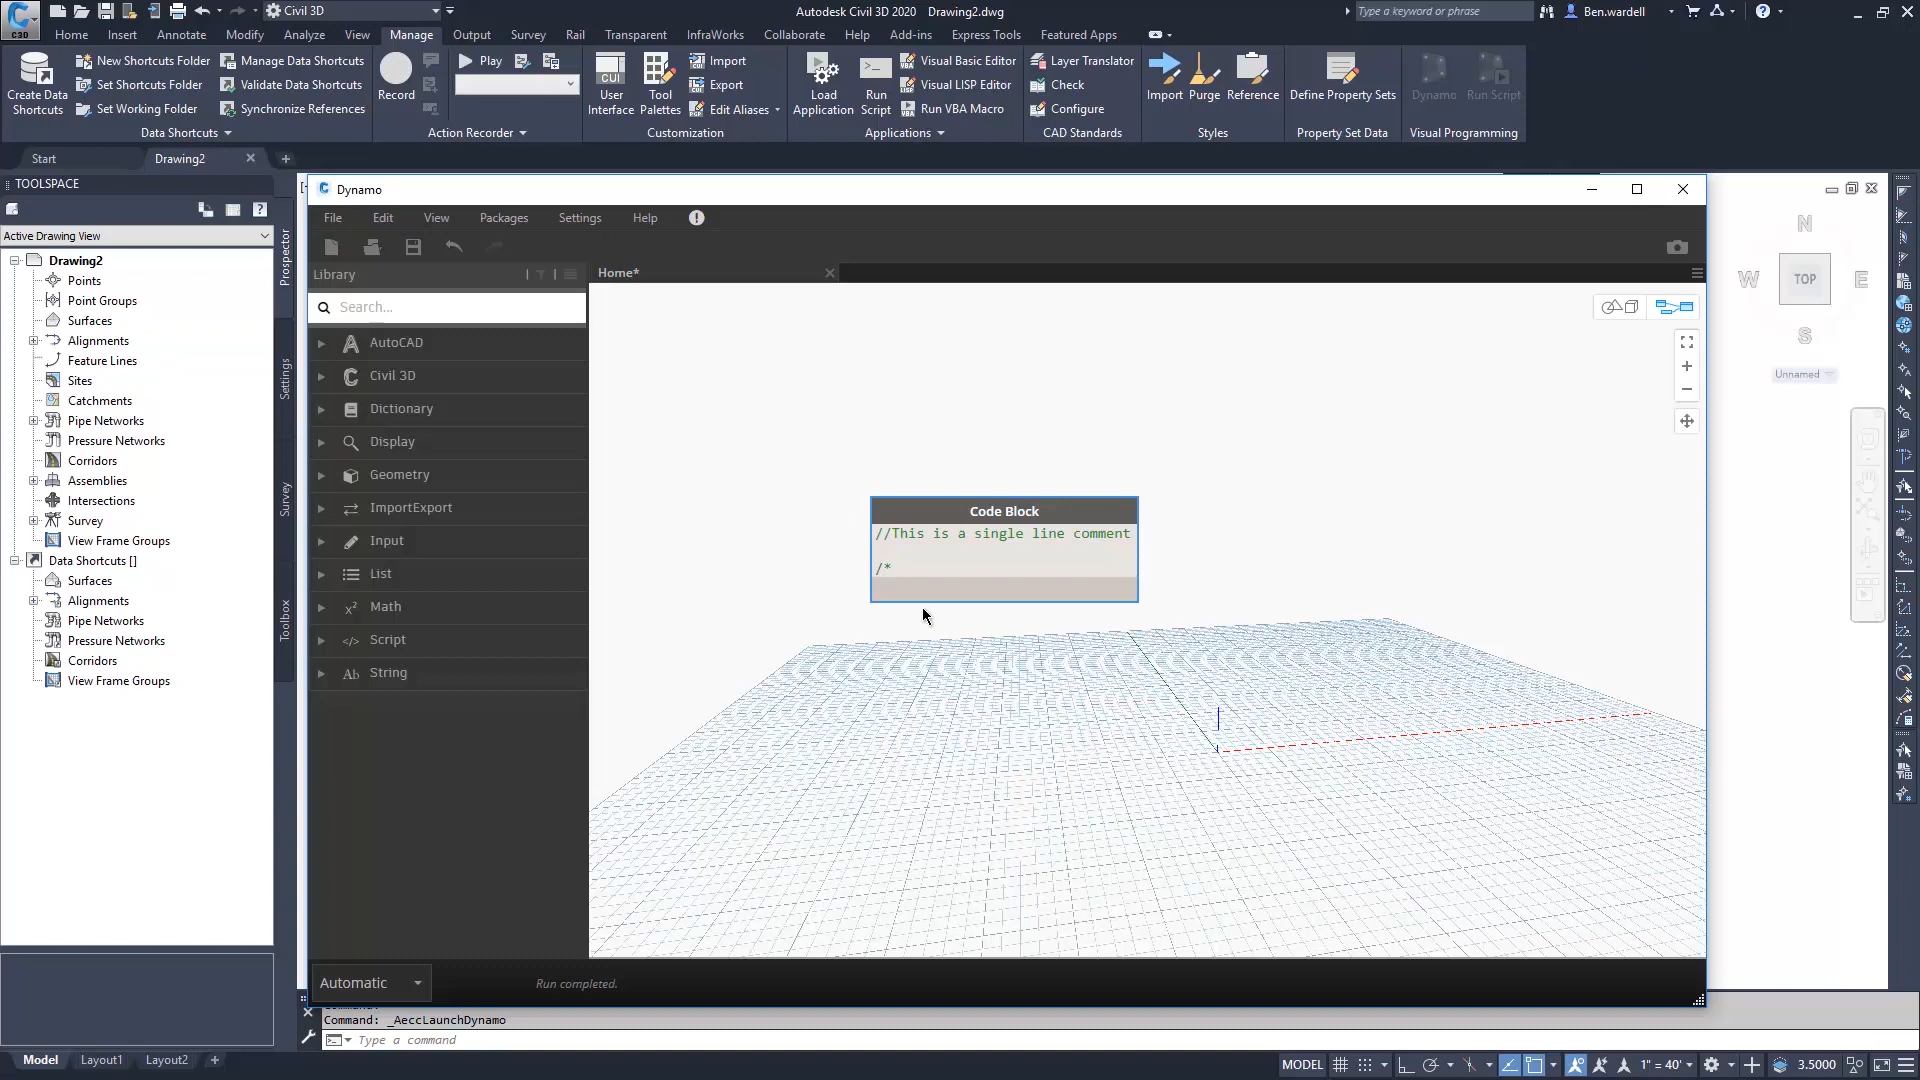 C3D
Civil 3D
Autodesk Civil 3D 2020 Drawing2.dwg
Type a keyword or phrase
Ben.wardell
Home Insert Annotate Modify Analyze View Manage Output Survey Rail Transparent InfraWorks Collaborate Help Add-ins Express Tools Featured Apps
Create Data Shortcuts
New Shortcuts Folder
Set Shortcuts Folder
Set Working Folder
Manage Data Shortcuts
Validate Data Shortcuts
Synchronize References
Data Shortcuts
Record
Play
Action Recorder
CUI
User Interface
Tool Palettes
Import
Export
Edit Aliases
Customization
Load Application
Run Script
Visual Basic Editor
Visual LISP Editor
Run VBA Macro
Applications
Layer Translator
Check
Configure
CAD Standards
Import
Purge
Reference
Styles
Define Property Sets
Property Set Data
Dynamo
Run Script
Visual Programming
Start
Drawing2
TOOLSPACE
Active Drawing View
Drawing2
Points
Point Groups
Surfaces
Alignments
Feature Lines
Sites
Catchments
Pipe Networks
Pressure Networks
Corridors
Assemblies
Intersections
Survey
View Frame Groups
Data Shortcuts []
Surfaces
Alignments
Pipe Networks
Pressure Networks
Corridors
View Frame Groups
Prospector
Settings
Survey
Toolbox
Dynamo
File Edit View Packages Settings Help
Library
Search...
AutoCAD
Civil 3D
Dictionary
Display
Geometry
ImportExport
Input
List
Math
Script
String
Home*
Code Block
//This is a single line comment
/*
Automatic
Run completed.
N
W TOP E
S
Unnamed
Command: _AeccLaunchDynamo
Type a command
Model Layout1 Layout2
MODEL
1" = 40'
3.5000